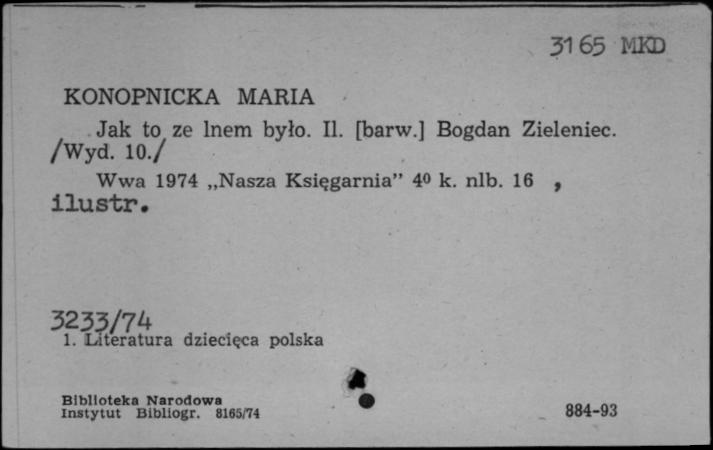 3165 MKD
KONOPNICKA MARIA
Jak to ze lnem było. Il. [barw.] Bogdan Zieleniec.
/Wyd. 10./
Wwa 1974 „Nasza Księgarnia” 4⁰ k. nlb. 16 ,
ilustr.
3233/74
1. Literatura dziecięca polska
Biblioteka Narodowa
Instytut Bibliogr. 8165/74
884-93